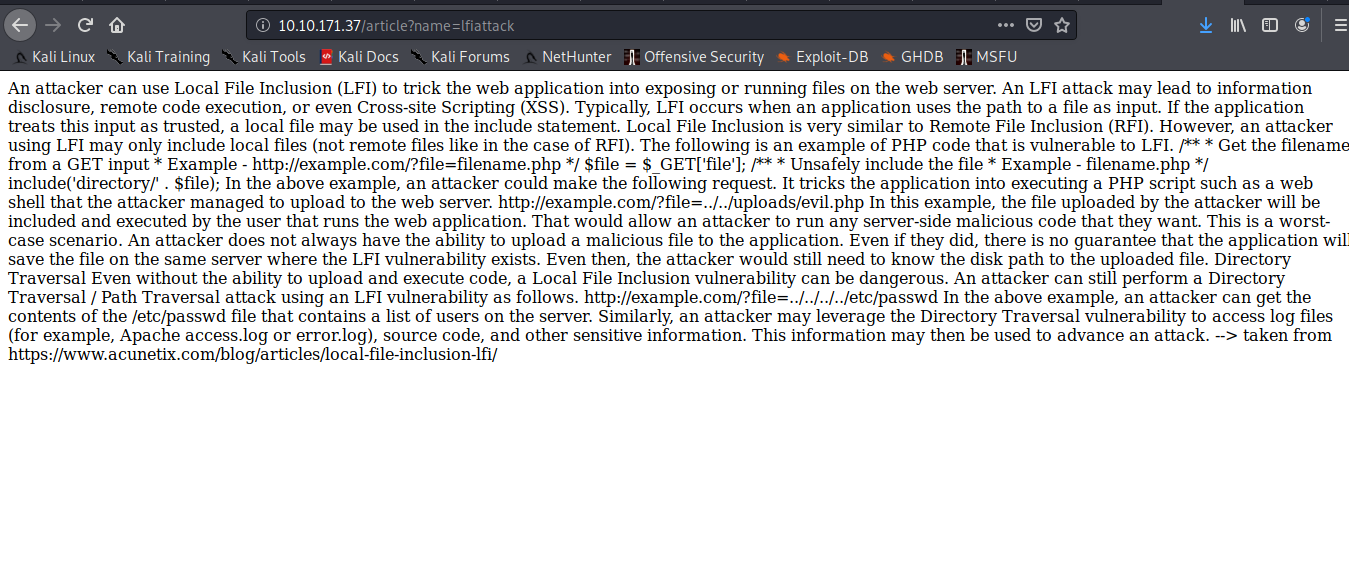 10.10.171.37/article?name=lfiattack
Kali Linux Kali Training Kali Tools Kali Docs Kali Forums NetHunter Offensive Security Exploit-DB GHDB MSFU
An attacker can use Local File Inclusion (LFI) to trick the web application into exposing or running files on the web server. An LFI attack may lead to information
disclosure, remote code execution, or even Cross-site Scripting (XSS). Typically, LFI occurs when an application uses the path to a file as input. If the application
treats this input as trusted, a local file may be used in the include statement. Local File Inclusion is very similar to Remote File Inclusion (RFI). However, an attacker
using LFI may only include local files (not remote files like in the case of RFI). The following is an example of PHP code that is vulnerable to LFI. /** * Get the filename
from a GET input * Example - http://example.com/?file=filename.php */ $file = $_GET['file']; /** * Unsafely include the file * Example - filename.php */
include('directory/' . $file); In the above example, an attacker could make the following request. It tricks the application into executing a PHP script such as a web
shell that the attacker managed to upload to the web server. http://example.com/?file=../../uploads/evil.php In this example, the file uploaded by the attacker will be
included and executed by the user that runs the web application. That would allow an attacker to run any server-side malicious code that they want. This is a worst-
case scenario. An attacker does not always have the ability to upload a malicious file to the application. Even if they did, there is no guarantee that the application will
save the file on the same server where the LFI vulnerability exists. Even then, the attacker would still need to know the disk path to the uploaded file. Directory
Traversal Even without the ability to upload and execute code, a Local File Inclusion vulnerability can be dangerous. An attacker can still perform a Directory
Traversal / Path Traversal attack using an LFI vulnerability as follows. http://example.com/?file=../../../../etc/passwd In the above example, an attacker can get the
contents of the /etc/passwd file that contains a list of users on the server. Similarly, an attacker may leverage the Directory Traversal vulnerability to access log files
(for example, Apache access.log or error.log), source code, and other sensitive information. This information may then be used to advance an attack. --> taken from
https://www.acunetix.com/blog/articles/local-file-inclusion-lfi/